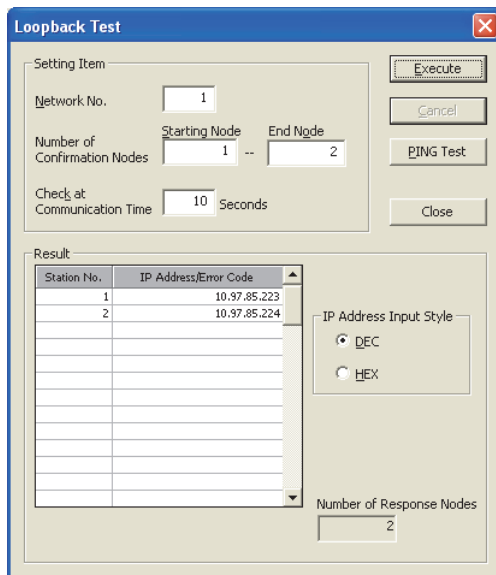 Loopback Test
Setting Item
Network No.
1
Starting Node
End Node
Number of
Confirmation Nodes
1 -- 2
Check at
Communication Time
10 Seconds
Execute
Cancel
PING Test
Close
Result
Station No. IP Address/Error Code
1 10.97.85.223
2 10.97.85.224
IP Address Input Style
DEC
HEX
Number of Response Nodes
2